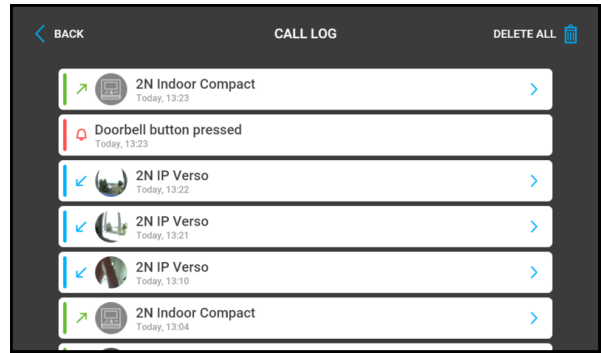 BACK
CALL LOG
DELETE ALL
2N Indoor Compact
Today, 13:23
Doorbell button pressed
Today, 13:23
2N IP Verso
Today, 13:22
2N IP Verso
Today, 13:21
2N IP Verso
Today, 13:10
2N Indoor Compact
Today, 13:04